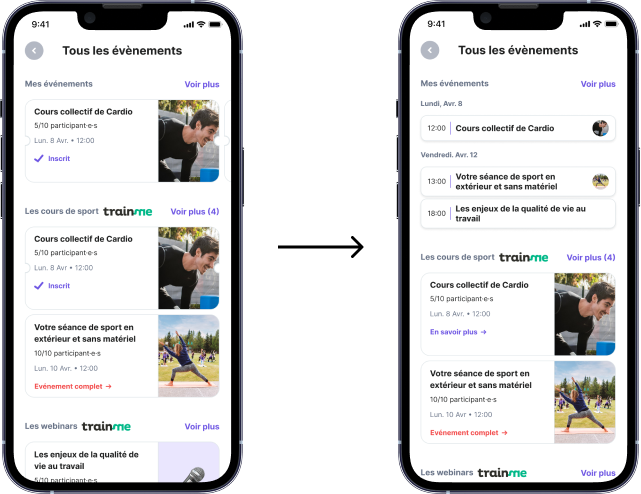 9:41
Tous les évènements
Mes événements
Voir plus
Cours collectif de Cardio
5/10 participant·e·s
Lun. 8 Avr. • 12:00
Inscrit
Les cours de sport trainme
Voir plus (4)
Cours collectif de Cardio
5/10 participant·e·s
Lun. 8 Avr • 12:00
Inscrit
Votre séance de sport en
extérieur et sans matériel
10/10 participant·e·s
Lun. 10 Avr • 12:00
Evénement complet →
Les webinars trainme
Voir plus
Les enjeux de la qualité de
vie au travail
5/10 participant·e·s
9:41
Tous les évènements
Mes événements
Voir plus
Lundi, Avr. 8
12:00 Cours collectif de Cardio
Vendredi. Avr. 12
13:00 Votre séance de sport en
extérieur et sans matériel
18:00 Les enjeux de la qualité de vie au
travail
Les cours de sport trainme
Voir plus (4)
Cours collectif de Cardio
5/10 participant·e·s
Lun. 8 Avr. • 12:00
En savoir plus →
Votre séance de sport en
extérieur et sans matériel
10/10 participant·e·s
Lun. 10 Avr • 12:00
Evénement complet →
Les webinars trainme
Voir plus